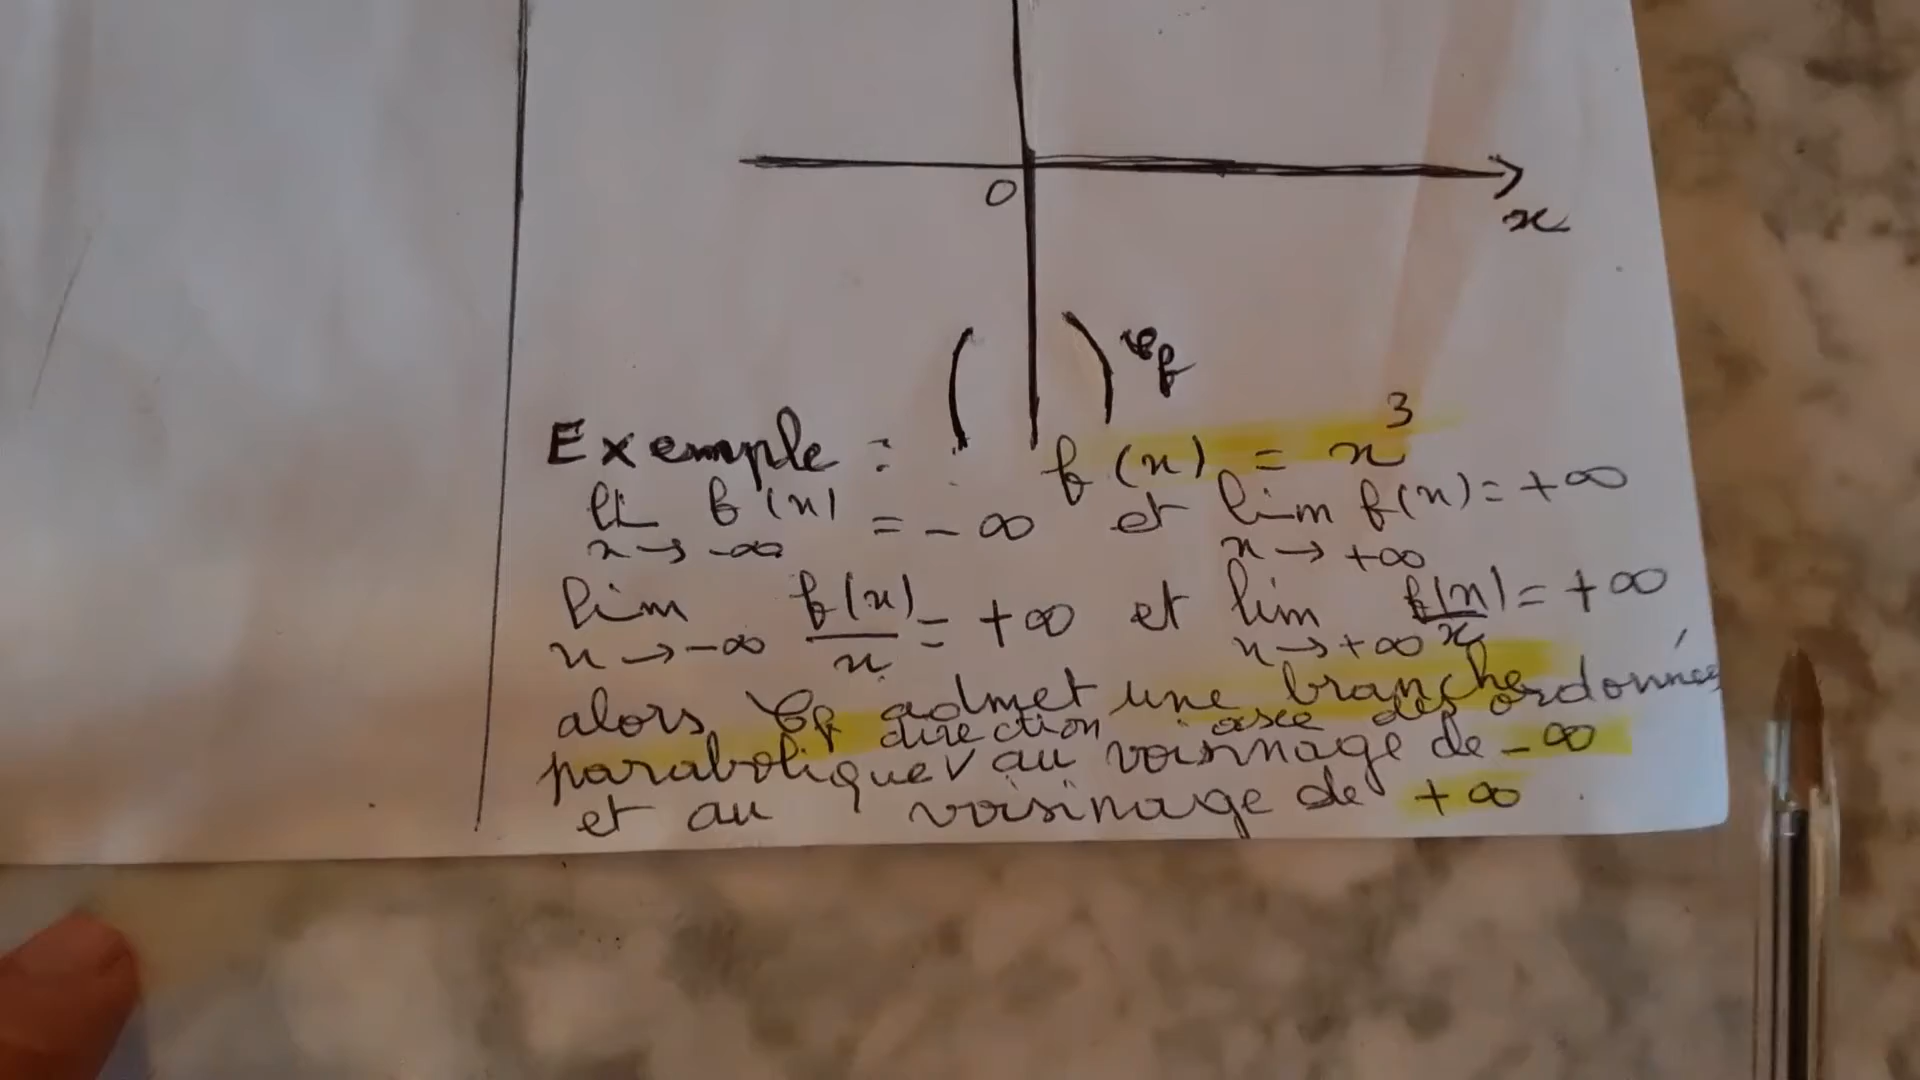 O
x
𝒞f
Exemple : f(x) = x³
lim f(x) = -∞ et lim f(x) = +∞
x → -∞ x → +∞
lim f(x)/x = +∞ et lim f(x)/x = +∞
x → -∞ x → +∞
alors 𝒞f admet une branche
direction axe des ordonnées
parabolique √ au voisinage de -∞
et au voisinage de +∞